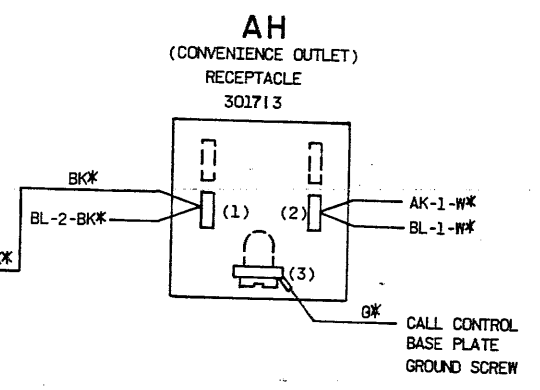 AH
(CONVENIENCE OUTLET)
RECEPTACLE
301713
BK*
(1)
(2)
AK-1-W*
BL-2-BK*
BL-1-W*
(3)
G*
CALL CONTROL
BASE PLATE
GROUND SCREW